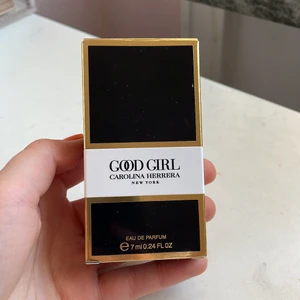 GOOD GIRL
CAROLINA HERRERA
NEW YORK
EAU DE PARFUM
℮ 7 ml/0.24 FL OZ